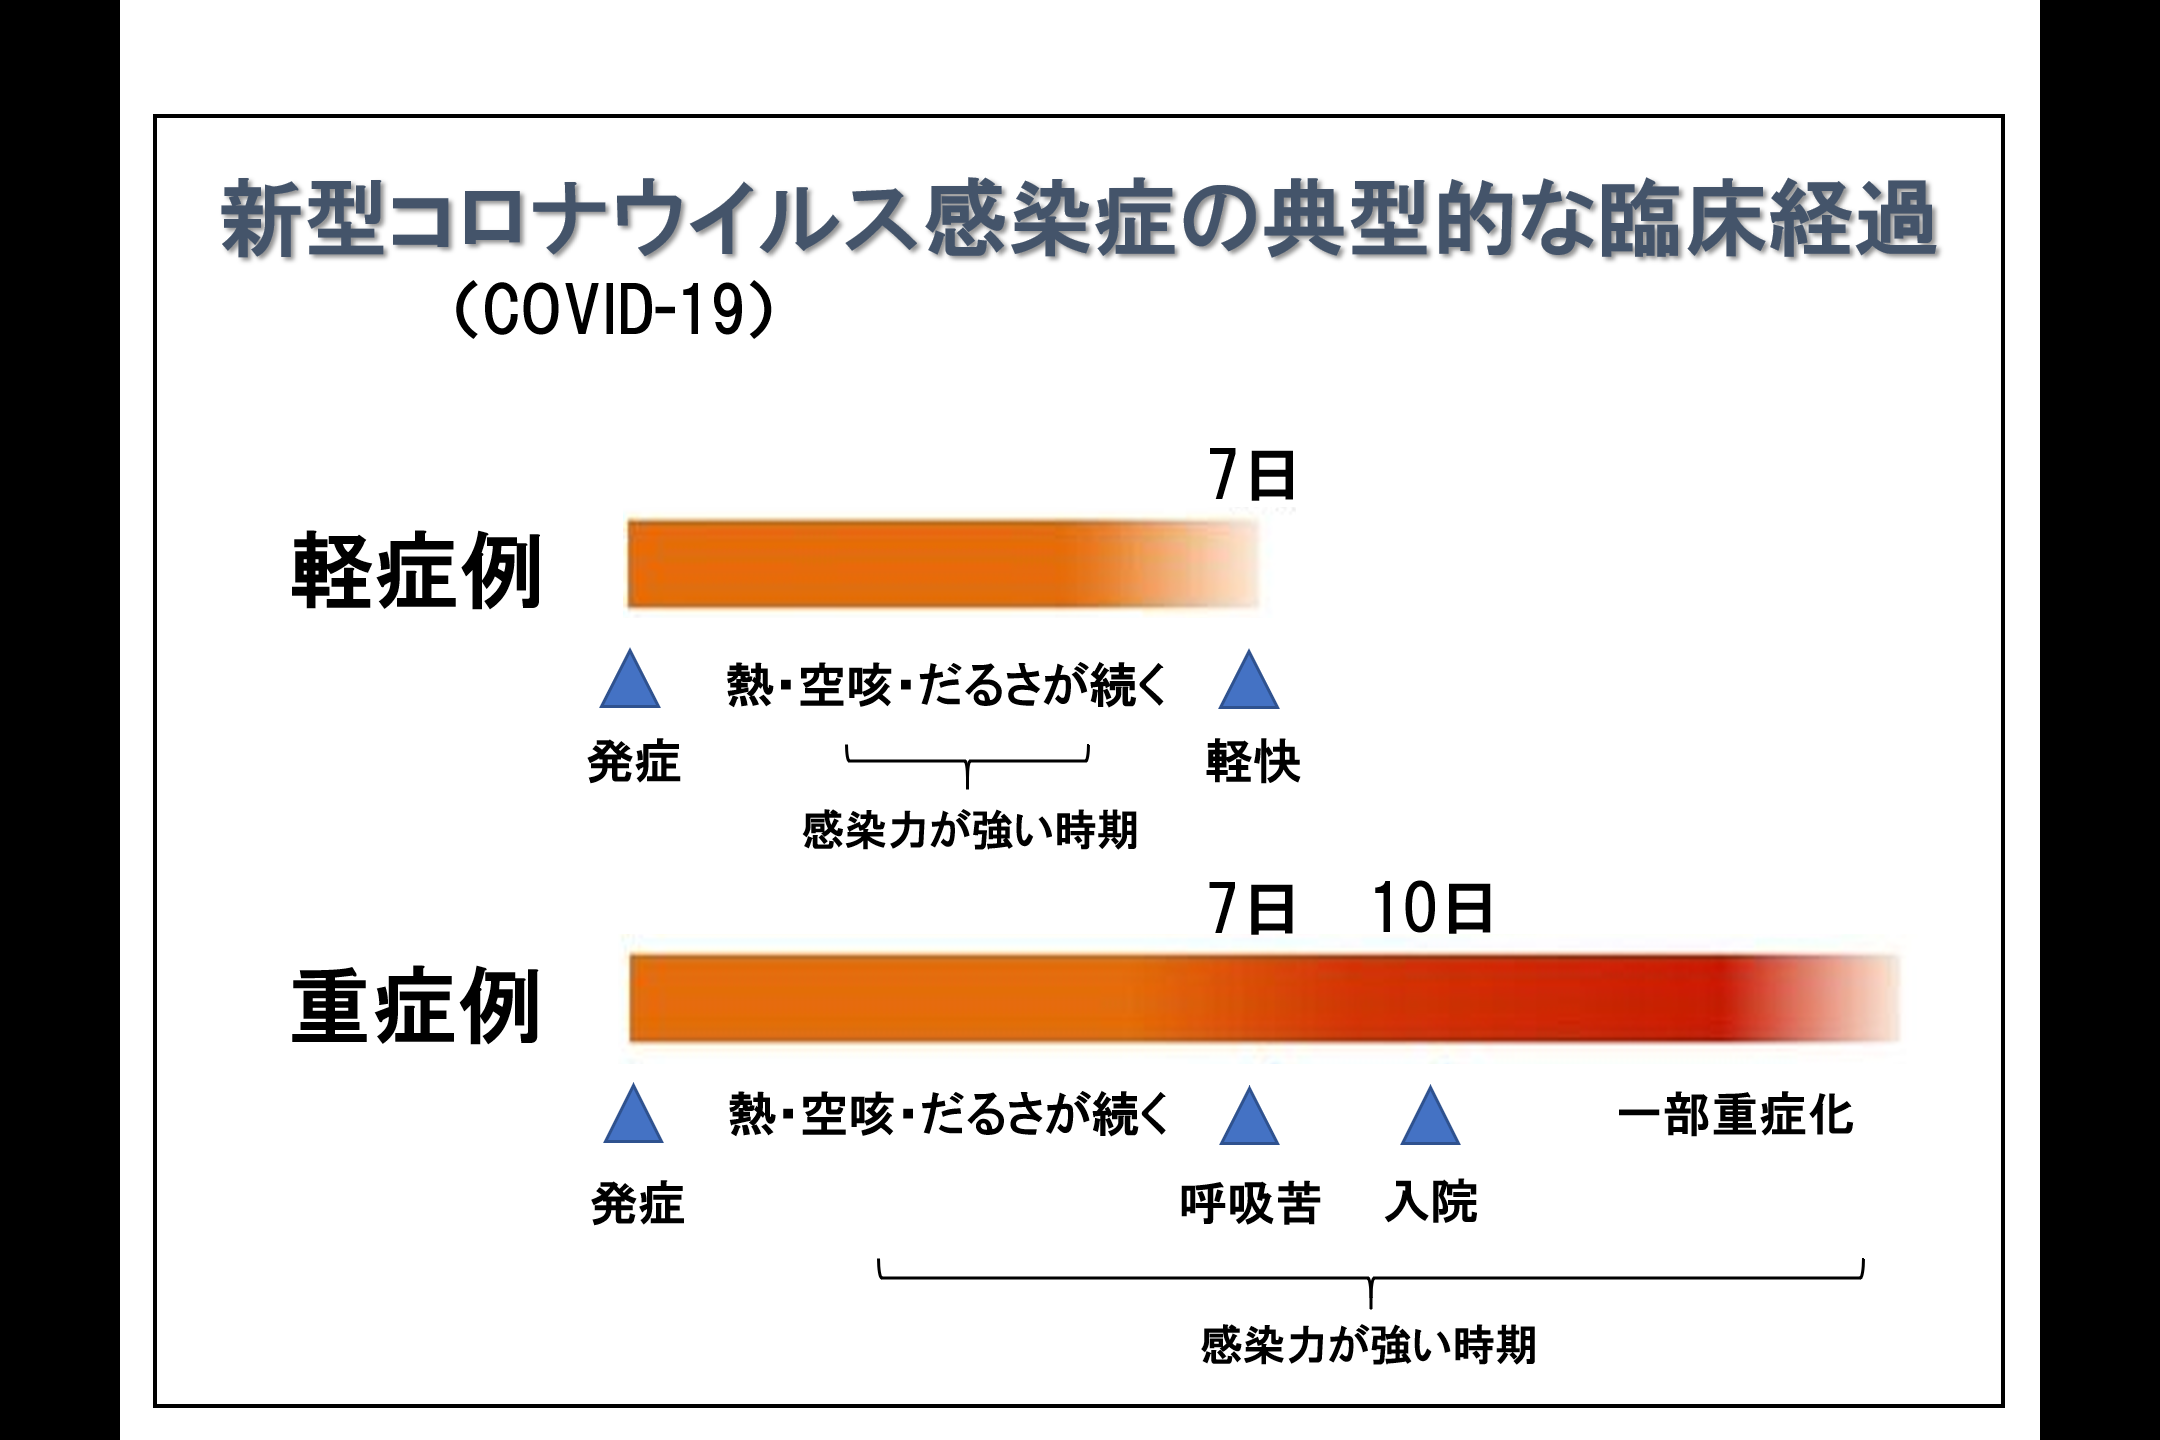 新型コロナウイルス感染症の典型的な臨床経過
（COVID-19）
7日
軽症例
熱・空咳・だるさが続く
発症
軽快
感染力が強い時期
7日 10日
重症例
熱・空咳・だるさが続く
一部重症化
発症
呼吸苦
入院
感染力が強い時期